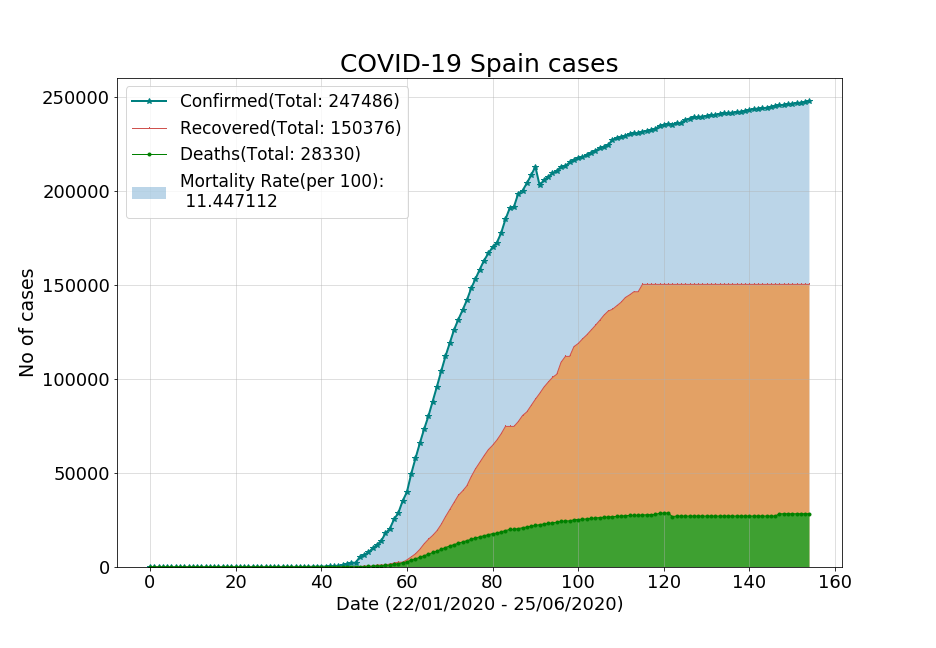 COVID-19 Spain cases
Confirmed(Total: 247486)
Recovered(Total: 150376)
Deaths(Total: 28330)
Mortality Rate(per 100):
11.447112
No of cases
250000
200000
150000
100000
50000
0
0 20 40 60 80 100 120 140 160
Date (22/01/2020 - 25/06/2020)